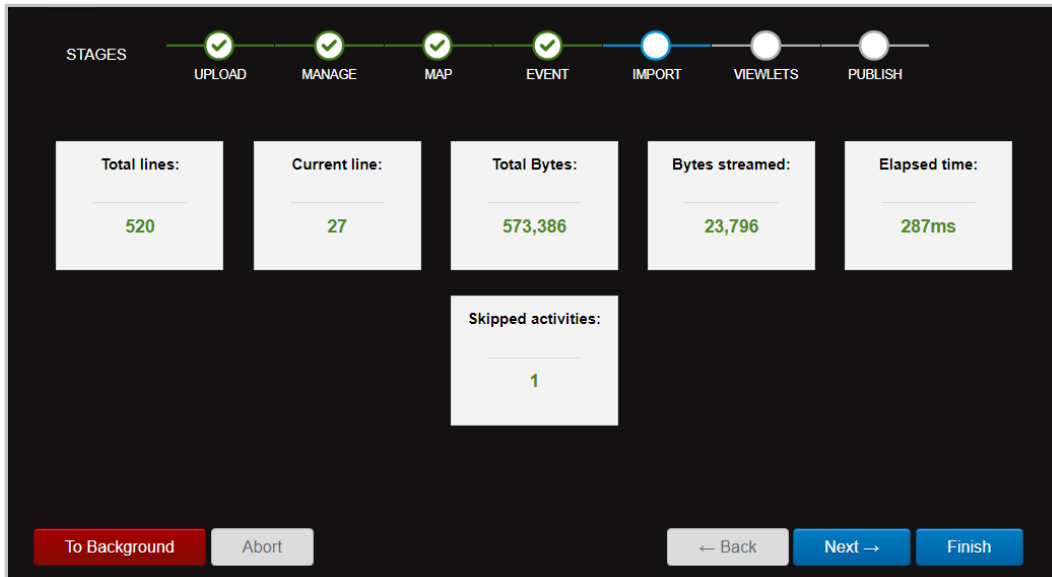 STAGES
UPLOAD MANAGE MAP EVENT IMPORT VIEWLETS PUBLISH
Total lines: Current line: Total Bytes: Bytes streamed: Elapsed time:
520 27 573,386 23,796 287ms
Skipped activities:
1
To Background Abort ← Back Next → Finish